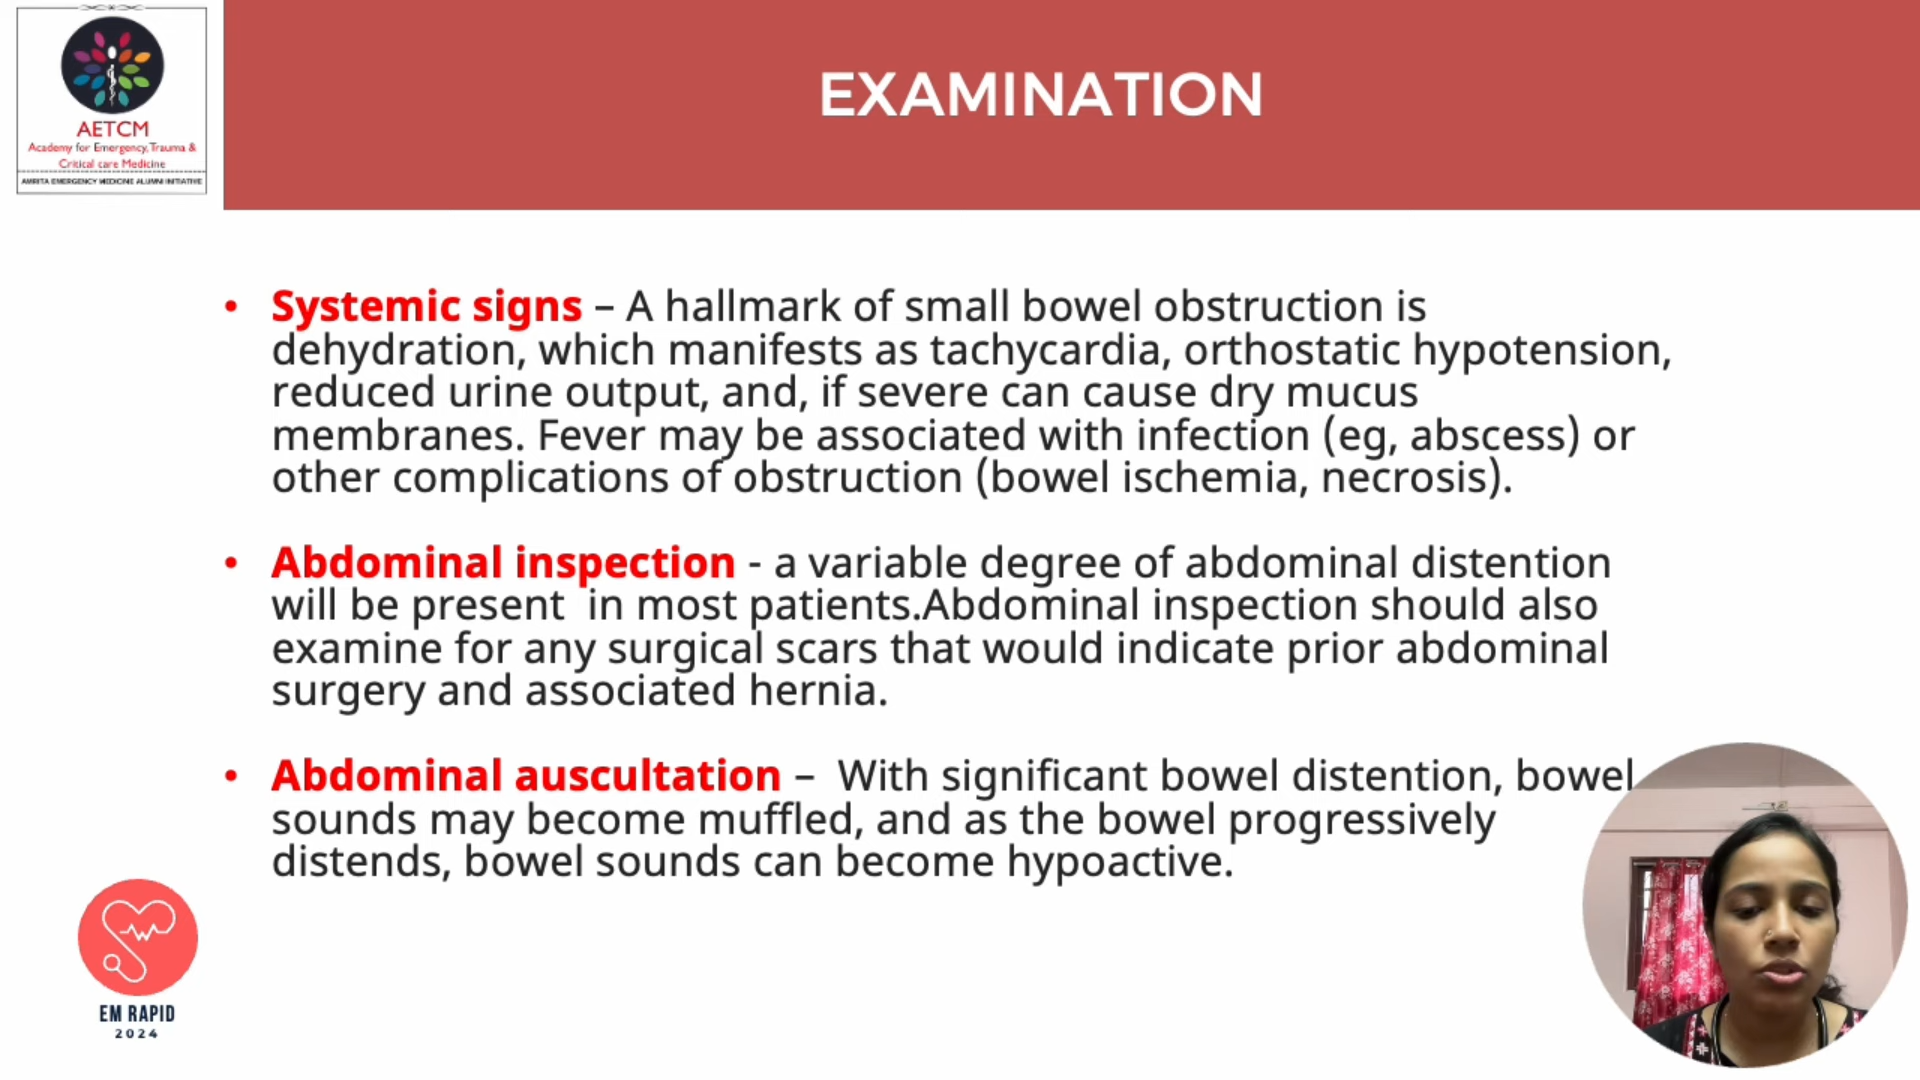 AETCM
Academy for Emergency, Trauma &
Critical care Medicine
AMRITA EMERGENCY MEDICINE ALUMNI INITIATIVE
EXAMINATION
• Systemic signs – A hallmark of small bowel obstruction is
dehydration, which manifests as tachycardia, orthostatic hypotension,
reduced urine output, and, if severe can cause dry mucus
membranes. Fever may be associated with infection (eg, abscess) or
other complications of obstruction (bowel ischemia, necrosis).
• Abdominal inspection - a variable degree of abdominal distention
will be present  in most patients.Abdominal inspection should also
examine for any surgical scars that would indicate prior abdominal
surgery and associated hernia.
• Abdominal auscultation –  With significant bowel distention, bowel
sounds may become muffled, and as the bowel progressively
distends, bowel sounds can become hypoactive.
EM RAPID
2024